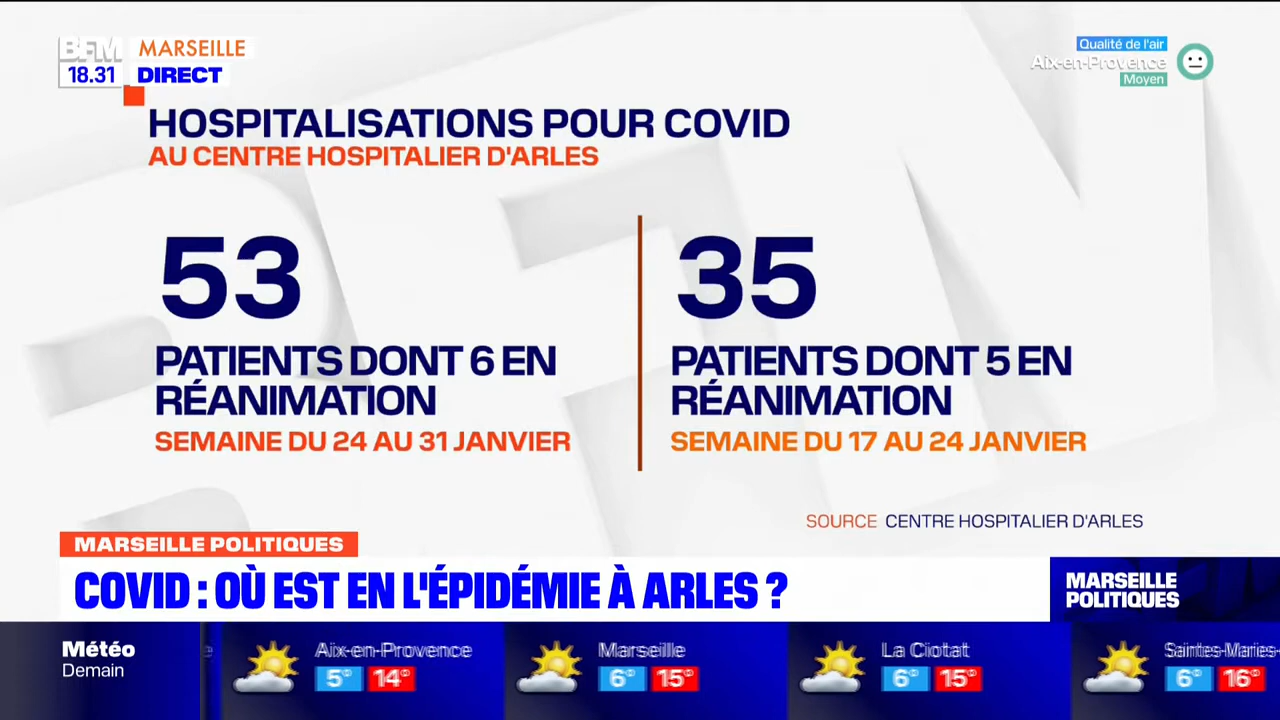 BFM MARSEILLE
18.31 DIRECT
Qualité de l'air
Aix-en-Provence
Moyen
HOSPITALISATIONS POUR COVID
AU CENTRE HOSPITALIER D'ARLES
53
PATIENTS DONT 6 EN
RÉANIMATION
SEMAINE DU 24 AU 31 JANVIER
35
PATIENTS DONT 5 EN
RÉANIMATION
SEMAINE DU 17 AU 24 JANVIER
SOURCE CENTRE HOSPITALIER D'ARLES
MARSEILLE POLITIQUES
COVID : OÙ EST EN L'ÉPIDÉMIE À ARLES ?
MARSEILLE
POLITIQUES
Météo
Demain
Aix-en-Provence
5° 14°
Marseille
6° 15°
La Ciotat
6° 15°
Saintes-Maries-
6° 16°